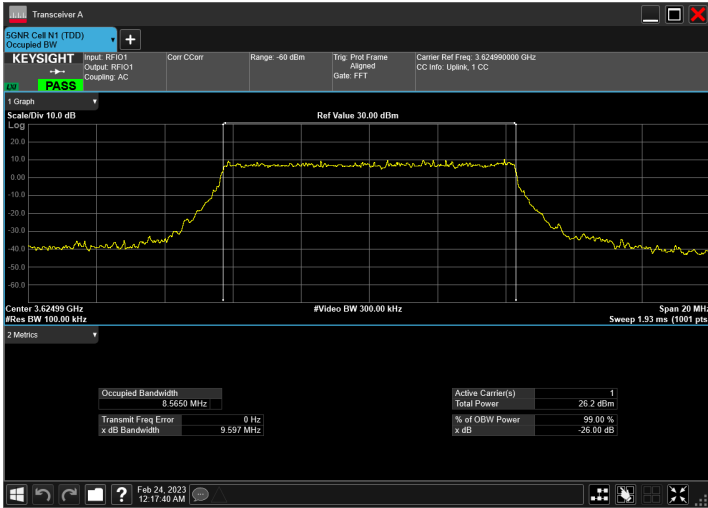 Transceiver A
5GNR Cell N1 (TDD)
Occupied BW
KEYSIGHT
LXI
PASS
Input: RFIO1
Output: RFIO1
Coupling: AC
Corr CCorr
Range: -60 dBm
Trig: Prot Frame
Aligned
Gate: FFT
Carrier Ref Freq: 3.624990000 GHz
CC Info: Uplink, 1 CC
1 Graph
Scale/Div 10.0 dB
Ref Value 30.00 dBm
Log
20.0
10.0
0.00
-10.0
-20.0
-30.0
-40.0
-50.0
-60.0
Center 3.62499 GHz
#Video BW 300.00 kHz
Span 20 MHz
#Res BW 100.00 kHz
Sweep 1.93 ms (1001 pts
2 Metrics
Occupied Bandwidth
8.5650 MHz
Transmit Freq Error 0 Hz
x dB Bandwidth 9.597 MHz
Active Carrier(s) 1
Total Power 26.2 dBm
% of OBW Power 99.00 %
x dB -26.00 dB
?
Feb 24, 2023
12:17:40 AM